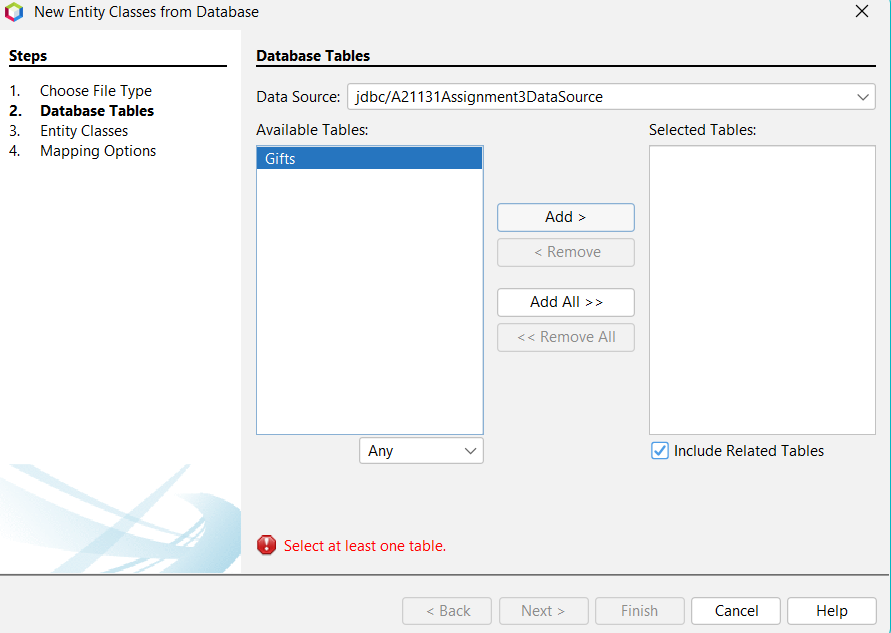 New Entity Classes from Database
Steps
1. Choose File Type
2. Database Tables
3. Entity Classes
4. Mapping Options
Database Tables
Data Source: jdbc/A21131Assignment3DataSource
Available Tables:
Selected Tables:
Gifts
Add >
< Remove
Add All >>
<< Remove All
Any
Include Related Tables
Select at least one table.
< Back Next > Finish Cancel Help